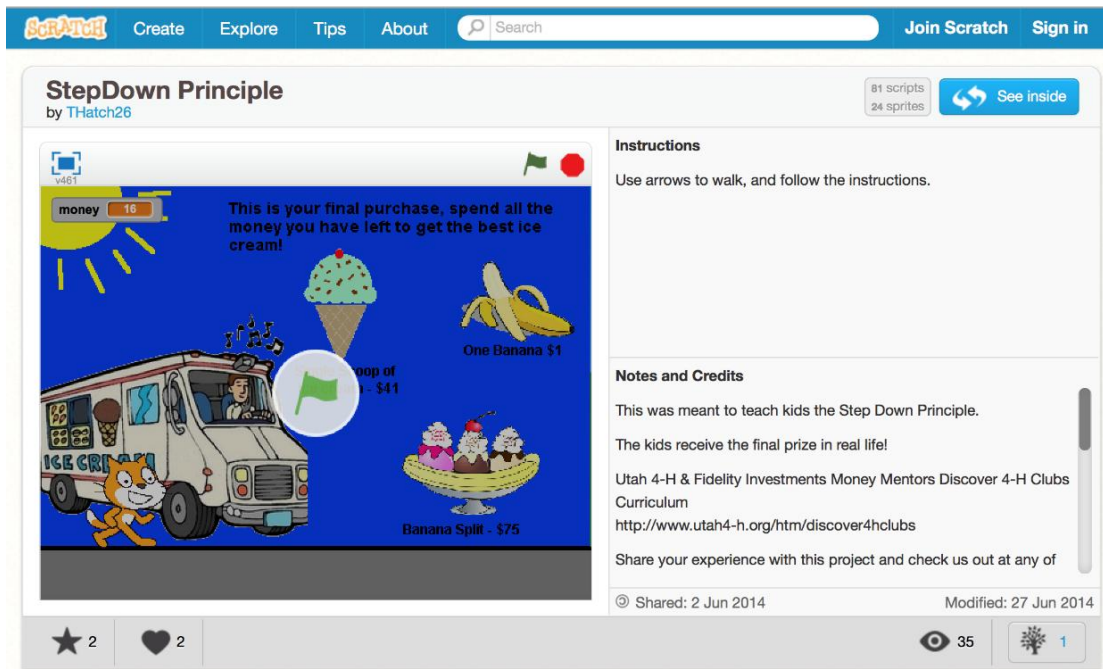 SCRATCH Create Explore Tips About Search Join Scratch Sign in
StepDown Principle
by THatch26
81 scripts
24 sprites
See inside
v461
money 16
This is your final purchase, spend all the
money you have left to get the best ice
cream!
One Banana $1
oop of
- $41
ICE CRE
Banana Split - $75
Instructions
Use arrows to walk, and follow the instructions.
Notes and Credits
This was meant to teach kids the Step Down Principle.
The kids receive the final prize in real life!
Utah 4-H & Fidelity Investments Money Mentors Discover 4-H Clubs
Curriculum
http://www.utah4-h.org/htm/discover4hclubs
Share your experience with this project and check us out at any of
Shared: 2 Jun 2014 Modified: 27 Jun 2014
2 2 35 1